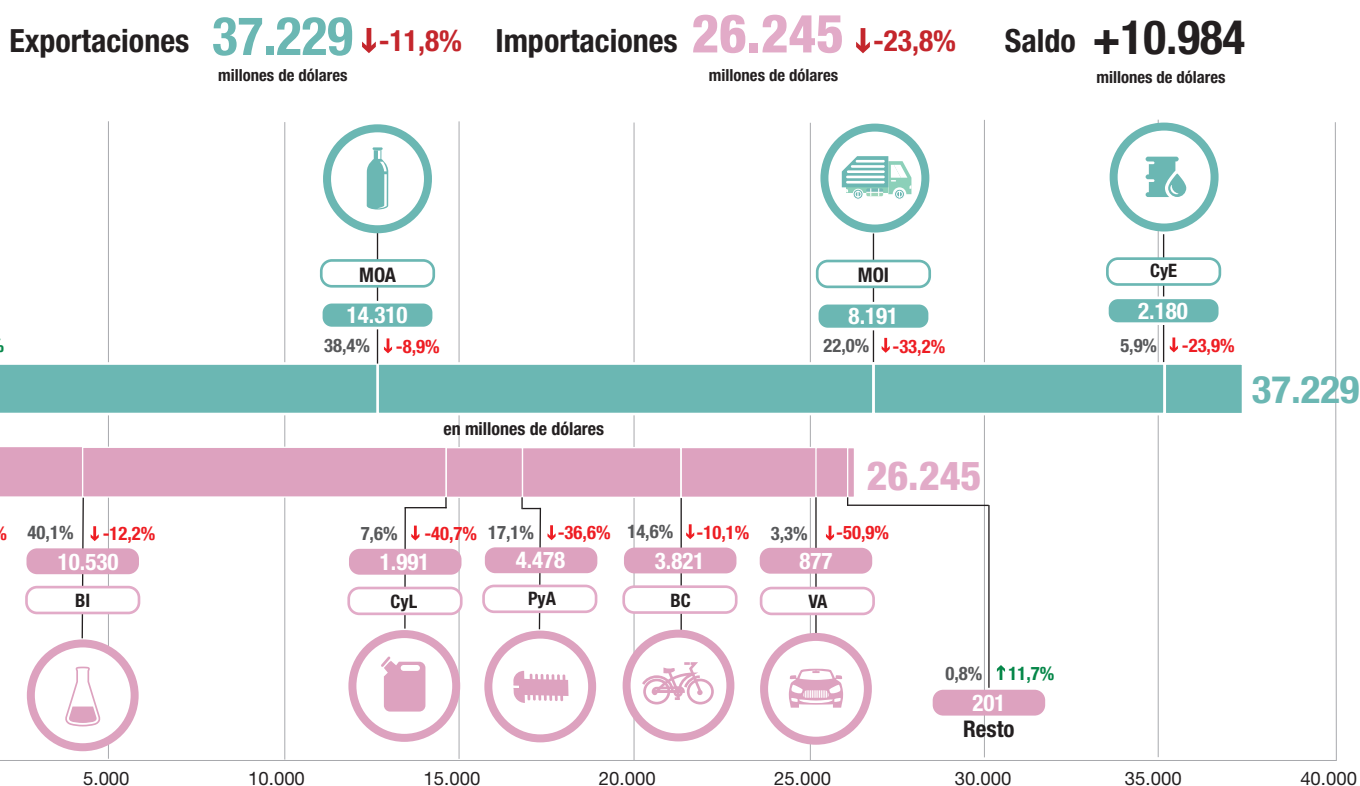 Exportaciones 37.229 ↓-11,8% Importaciones 26.245 ↓-23,8% Saldo +10.984
millones de dólares millones de dólares millones de dólares
MOA MOI CyE
14.310 8.191 2.180
% 38,4% ↓-8,9% 22,0% ↓-33,2% 5,9% ↓-23,9%
37.229
en millones de dólares
26.245
% 40,1% ↓-12,2% 7,6% ↓-40,7% 17,1% ↓-36,6% 14,6% ↓-10,1% 3,3% ↓-50,9%
10.530 1.991 4.478 3.821 877
BI CyL PyA BC VA
0,8% ↑11,7%
201
Resto
5.000 10.000 15.000 20.000 25.000 30.000 35.000 40.000